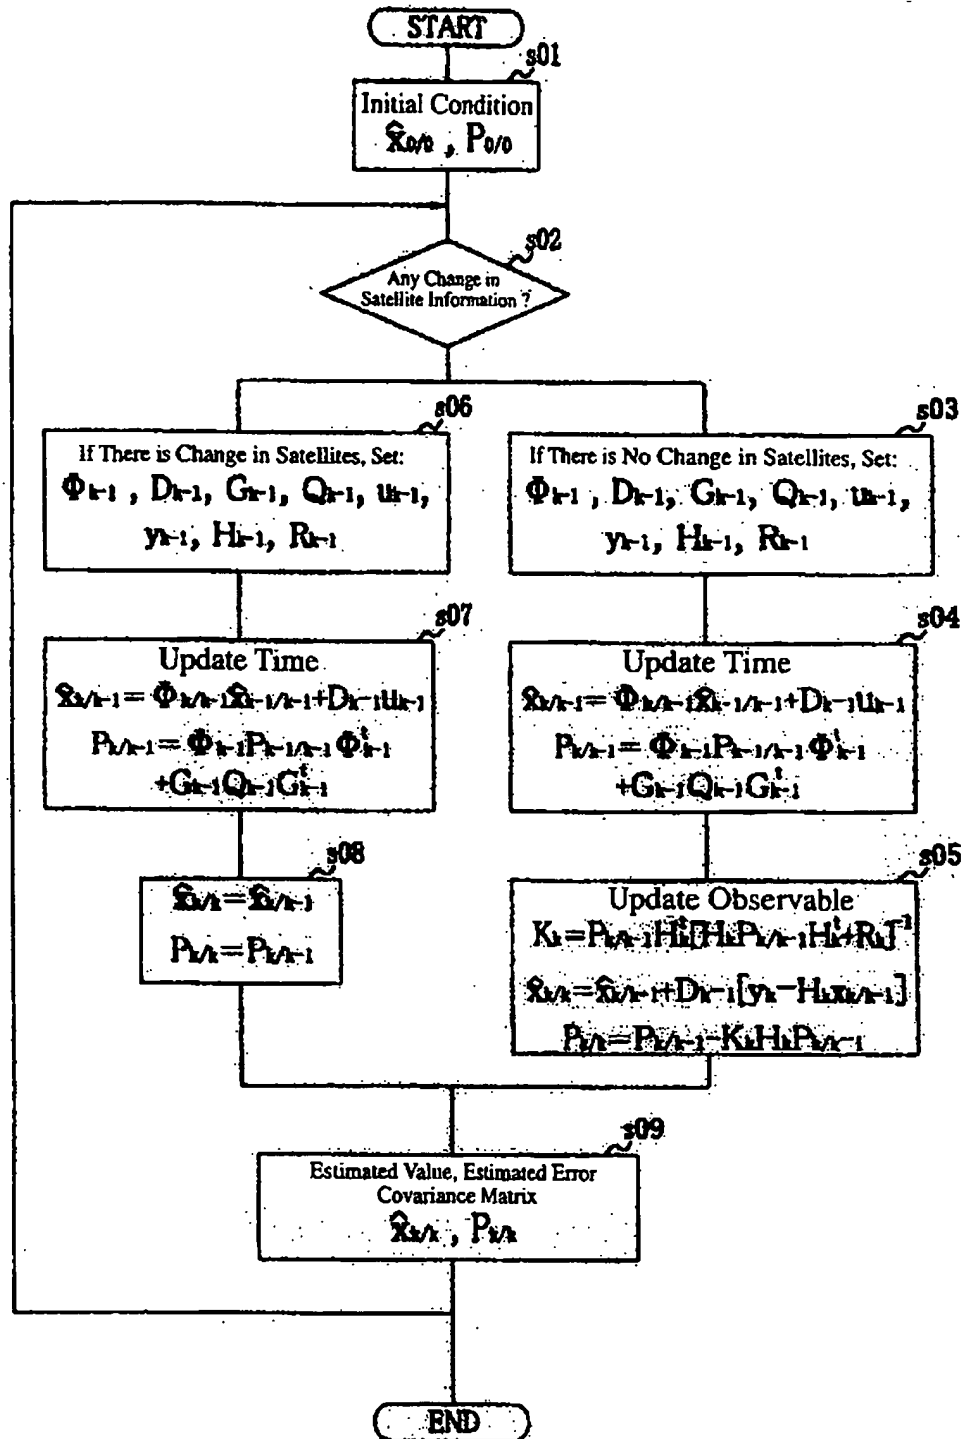 START
s01
Initial Condition
x̂₀/₀ , P₀/₀
s02
Any Change in
Satellite Information ?
s06
If There is Change in Satellites, Set:
Φₖ₋₁ , Dₖ₋₁, Gₖ₋₁, Qₖ₋₁, uₖ₋₁,
yₖ₋₁, Hₖ₋₁, Rₖ₋₁
s03
If There is No Change in Satellites, Set:
Φₖ₋₁ , Dₖ₋₁, Gₖ₋₁, Qₖ₋₁, uₖ₋₁,
yₖ₋₁, Hₖ₋₁, Rₖ₋₁
s07
Update Time
x̂ₖ/ₖ₋₁= Φₖ/ₖ₋₁x̂ₖ₋₁/ₖ₋₁+Dₖ₋₁uₖ₋₁
Pₖ/ₖ₋₁= Φₖ₋₁Pₖ₋₁/ₖ₋₁Φᵗₖ₋₁
+Gₖ₋₁Qₖ₋₁Gᵗₖ₋₁
s04
Update Time
x̂ₖ/ₖ₋₁= Φₖ/ₖ₋₁x̂ₖ₋₁/ₖ₋₁+Dₖ₋₁uₖ₋₁
Pₖ/ₖ₋₁= Φₖ₋₁Pₖ₋₁/ₖ₋₁Φᵗₖ₋₁
+Gₖ₋₁Qₖ₋₁Gᵗₖ₋₁
s08
x̂ₖ/ₖ=x̂ₖ/ₖ₋₁
Pₖ/ₖ=Pₖ/ₖ₋₁
s05
Update Observable
Kₖ=Pₖ/ₖ₋₁Hᵗₖ[HₖPₖ/ₖ₋₁Hᵗₖ+Rₖ]⁻¹
x̂ₖ/ₖ=x̂ₖ/ₖ₋₁+Dₖ₋₁[yₖ−Hₖxₖ/ₖ₋₁]
Pₖ/ₖ=Pₖ/ₖ₋₁−KₖHₖPₖ/ₖ₋₁
s09
Estimated Value, Estimated Error
Covariance Matrix
x̂ₖ/ₖ , Pₖ/ₖ
END